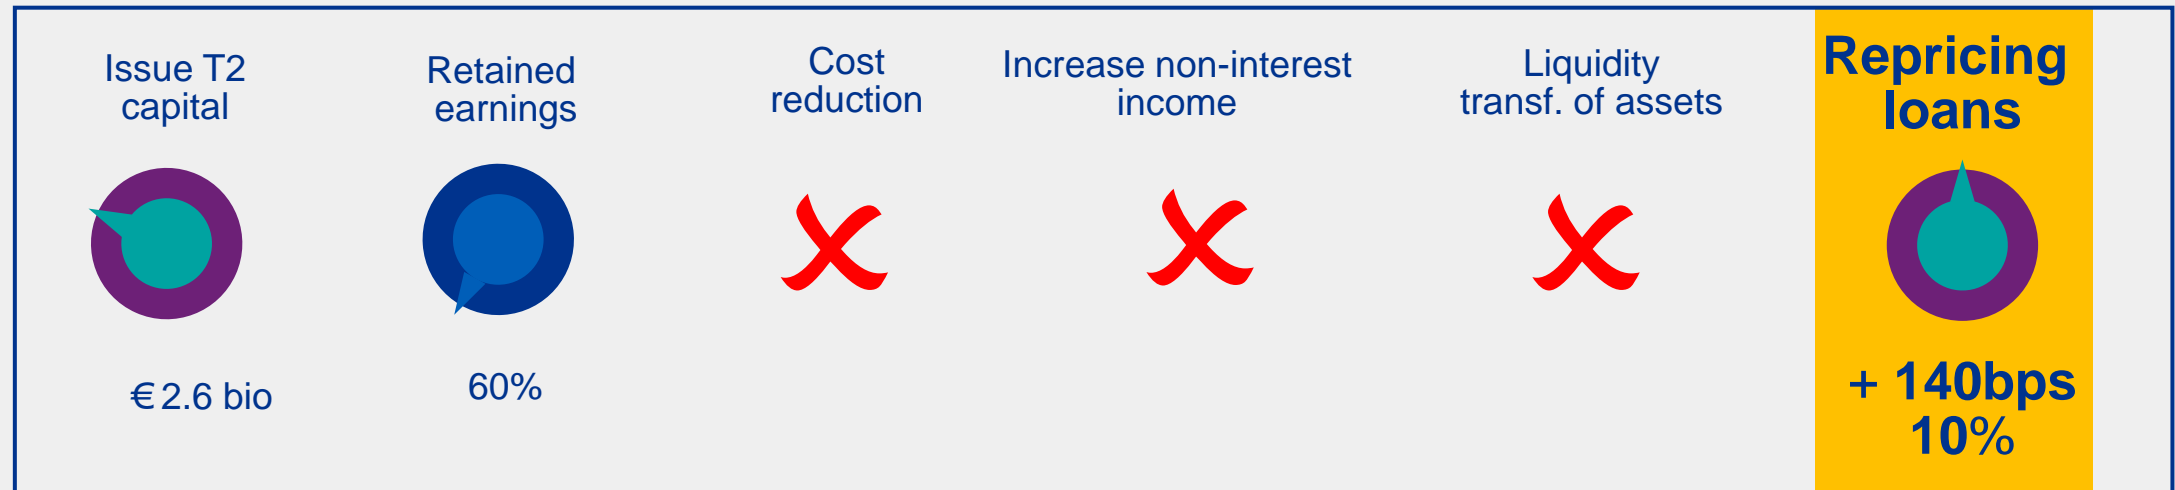 Issue T2
capital
Retained
earnings
Cost
reduction
Increase non-interest
income
Liquidity
transf. of assets
Repricing
loans
€2.6 bio
60%
+ 140bps
10%